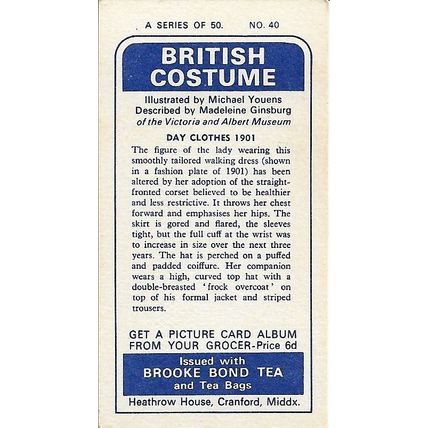 A SERIES OF 50. NO. 40
BRITISH
COSTUME
Illustrated by Michael Youens
Described by Madeleine Ginsburg
of the Victoria and Albert Museum
DAY CLOTHES 1901
The figure of the lady wearing this
smoothly tailored walking dress (shown
in a fashion plate of 1901) has been
altered by her adoption of the straight-
fronted corset believed to be healthier
and less restrictive. It throws her chest
forward and emphasises her hips. The
skirt is gored and flared, the sleeves
tight, but the full cuff at the wrist was
to increase in size over the next three
years. The hat is perched on a puffed
and padded coiffure. Her companion
wears a high, curved top hat with a
double-breasted 'frock overcoat' on
top of his formal jacket and striped
trousers.
GET A PICTURE CARD ALBUM
FROM YOUR GROCER-Price 6d
Issued with
BROOKE BOND TEA
and Tea Bags
Heathrow House, Cranford, Middx.